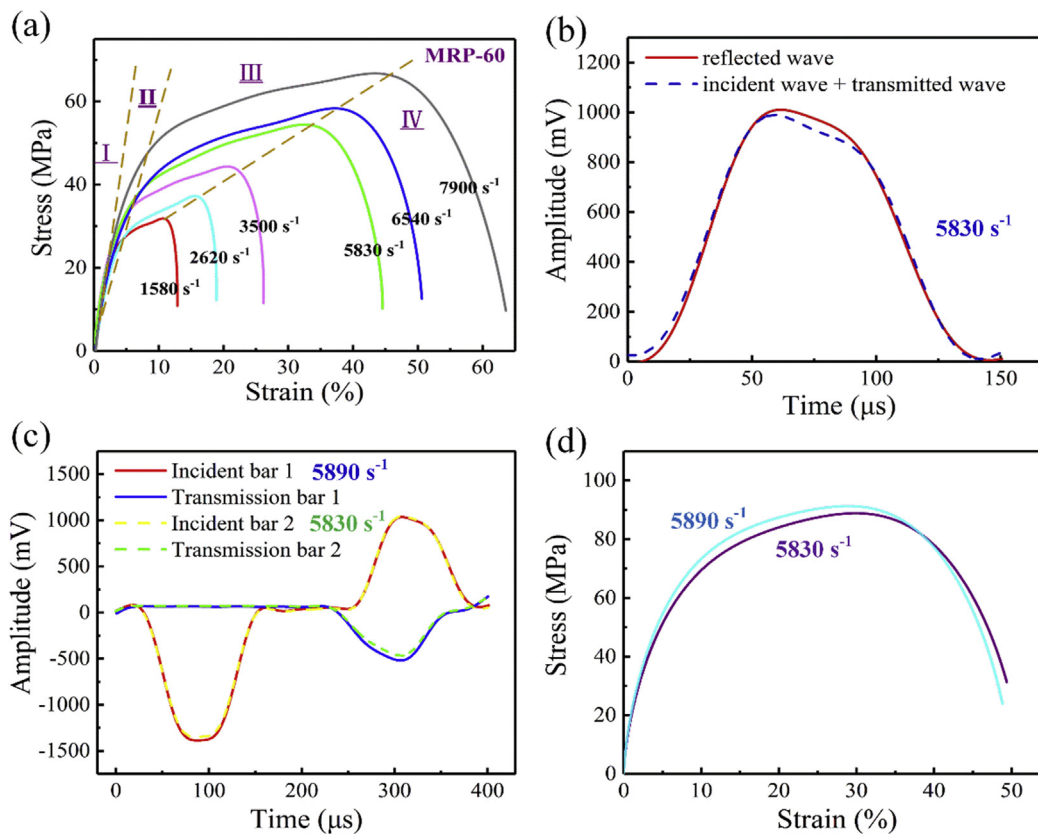 (a)
MRP-60
I
II
III
IV
7900 s⁻¹
6540 s⁻¹
5830 s⁻¹
3500 s⁻¹
2620 s⁻¹
1580 s⁻¹
Stress (MPa)
60
40
20
0
0 10 20 30 40 50 60
Strain (%)
(b)
reflected wave
incident wave + transmitted wave
5830 s⁻¹
Amplitude (mV)
1200
1000
800
600
400
200
0
0 50 100 150
Time (μs)
(c)
Incident bar 1 5890 s⁻¹
Transmission bar 1
Incident bar 2 5830 s⁻¹
Transmission bar 2
Amplitude (mV)
1500
1000
500
0
-500
-1000
-1500
0 100 200 300 400
Time (μs)
(d)
5890 s⁻¹
5830 s⁻¹
Stress (MPa)
100
80
60
40
20
0
0 10 20 30 40 50
Strain (%)